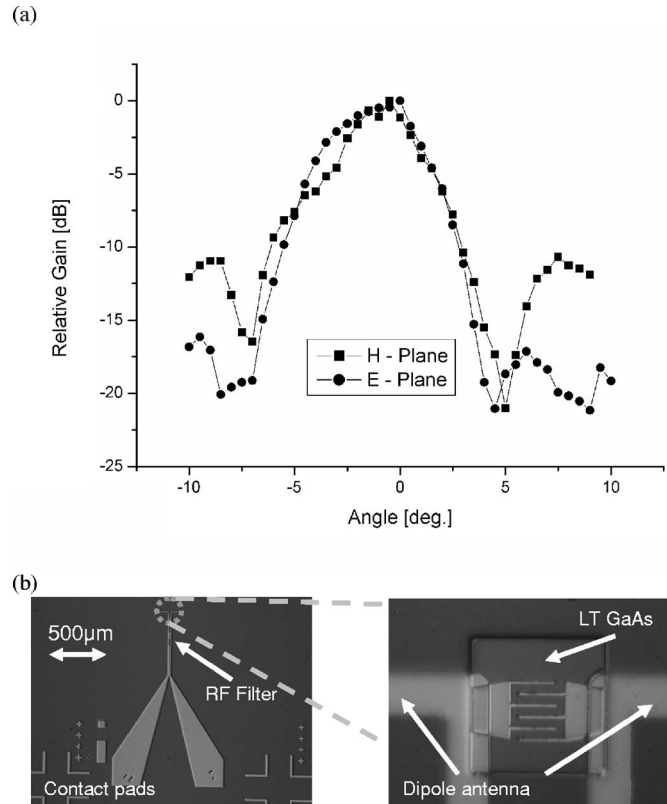 (a)
0
-5
-10
-15
-20
-25
Relative Gain [dB]
H - Plane
E - Plane
-10
-5
0
5
10
Angle [deg.]
(b)
500µm
RF Filter
Contact pads
LT GaAs
Dipole antenna